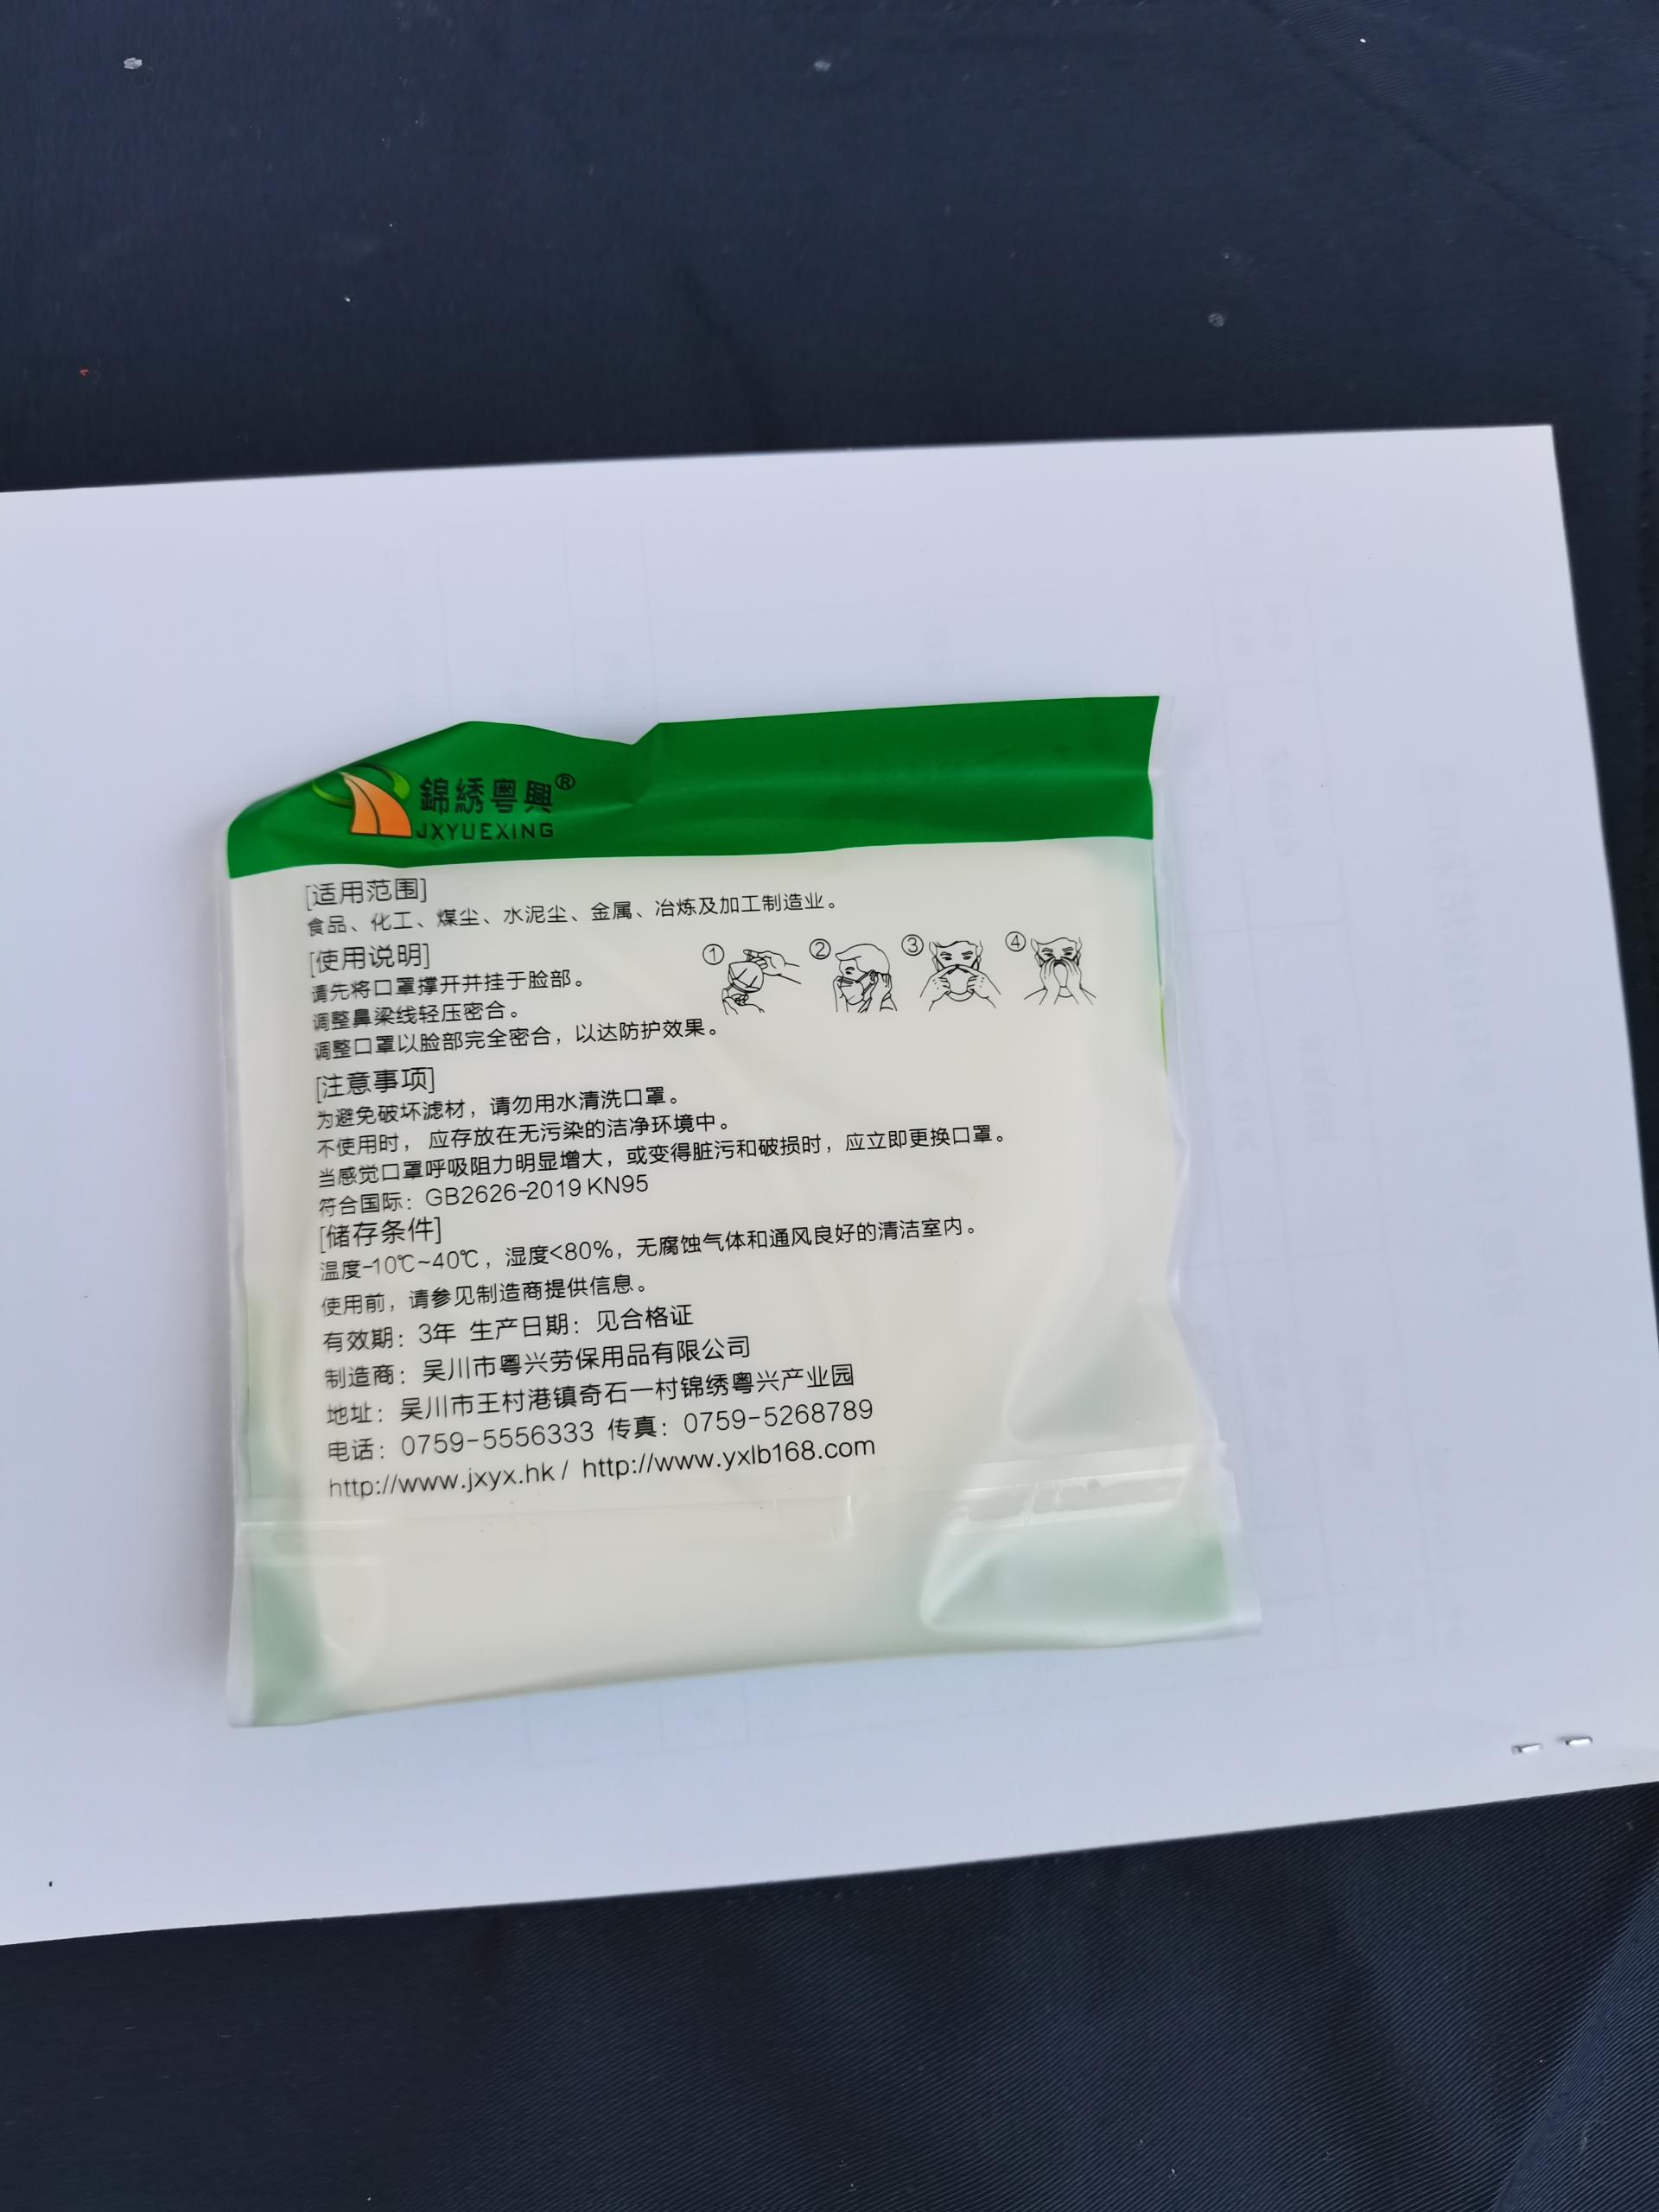 錦綉粤興®
JXYUEXING
[适用范围]
食品、化工、煤尘、水泥尘、金属、冶炼及加工制造业。
[使用说明]
请先将口罩撑开并挂于脸部。
调整鼻梁线轻压密合。
调整口罩以脸部完全密合，以达防护效果。
① ② ③ ④
[注意事项]
为避免破坏滤材，请勿用水清洗口罩。
不使用时，应存放在无污染的洁净环境中。
当感觉口罩呼吸阻力明显增大，或变得脏污和破损时，应立即更换口罩。
符合国际：GB2626-2019 KN95
[储存条件]
温度-10℃~40℃，湿度<80%，无腐蚀气体和通风良好的清洁室内。
使用前，请参见制造商提供信息。
有效期：3年 生产日期：见合格证
制造商：吴川市粤兴劳保用品有限公司
地址：吴川市王村港镇奇石一村锦绣粤兴产业园
电话：0759-5556333 传真：0759-5268789
http://www.jxyx.hk / http://www.yxlb168.com